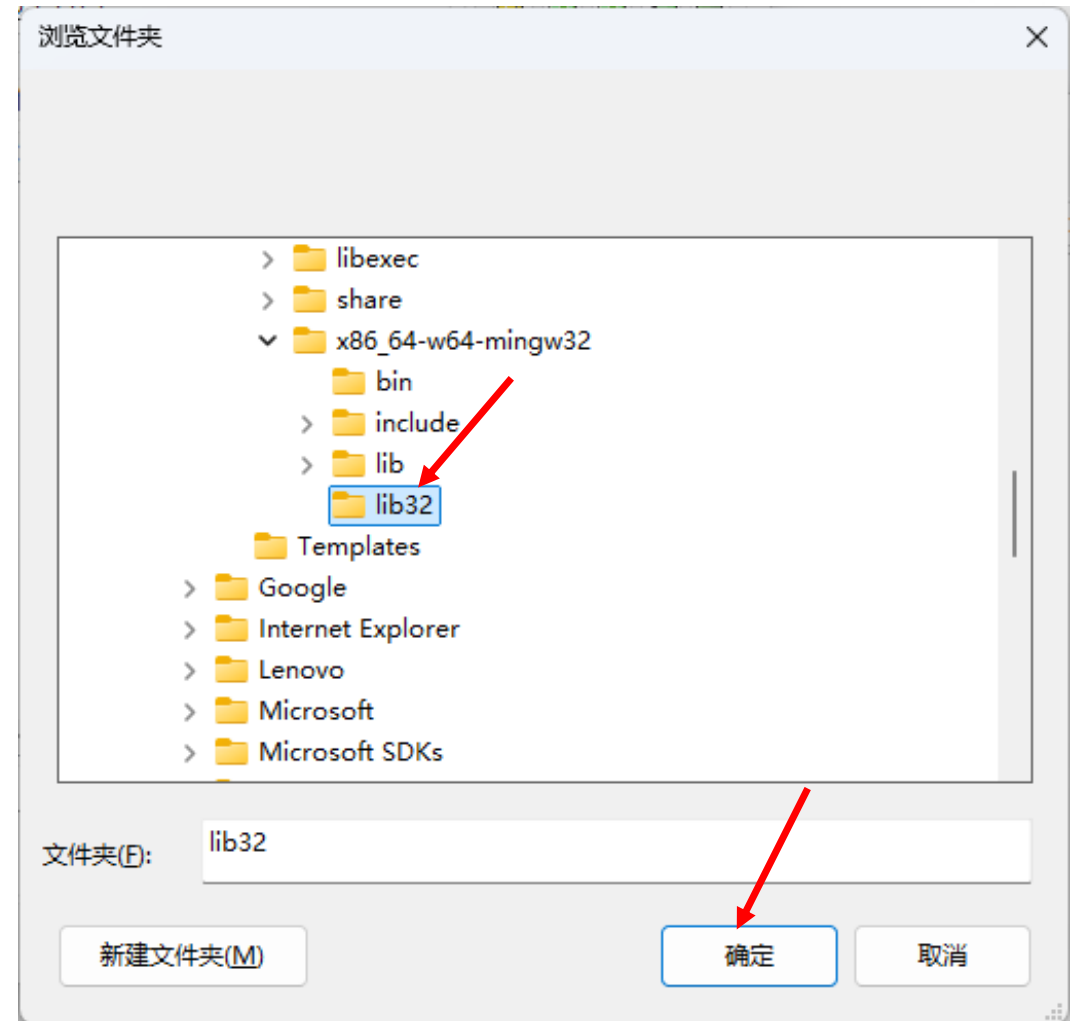 浏览文件夹
libexec
share
x86_64-w64-mingw32
bin
include
lib
lib32
Templates
Google
Internet Explorer
Lenovo
Microsoft
Microsoft SDKs
文件夹(F): lib32
新建文件夹(M) 确定 取消